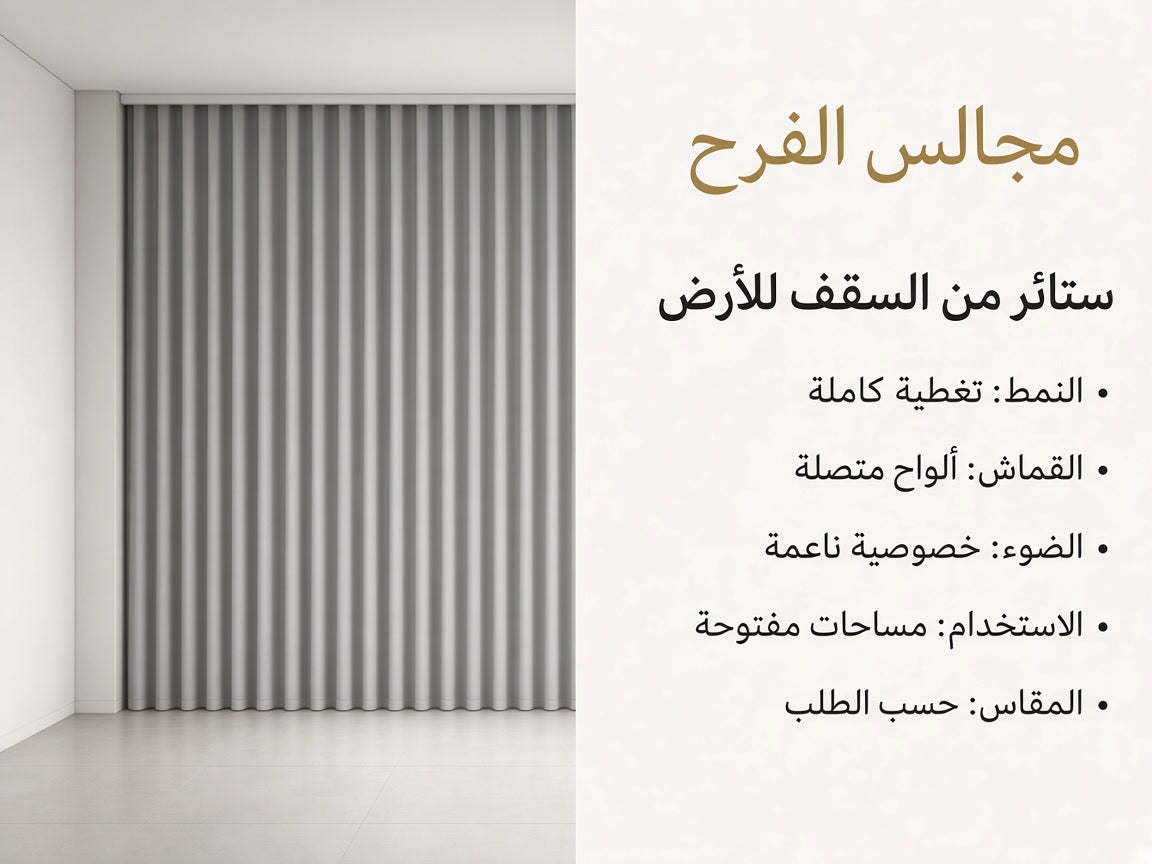 مجالس الفرح
ستائر من السقف للأرض
• النمط: تغطية كاملة
• القماش: ألواح متصلة
• الضوء: خصوصية ناعمة
• الاستخدام: مساحات مفتوحة
• المقاس: حسب الطلب